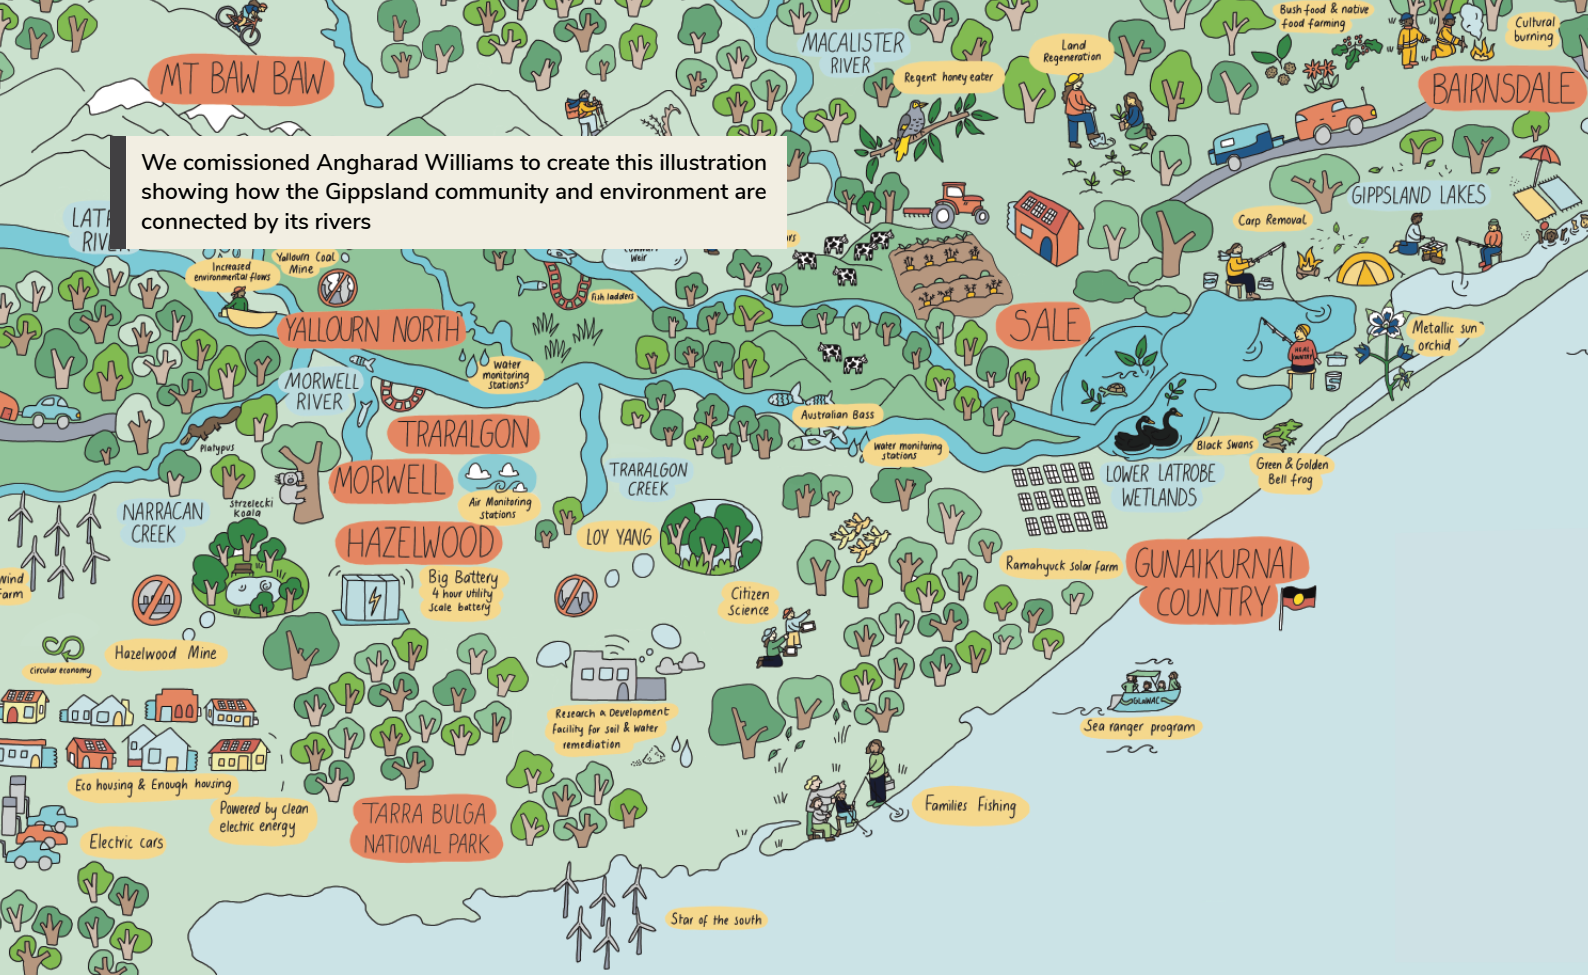 Bush food & native
food farming
Cultural
burning
MT BAW BAW
MACALISTER
RIVER
Land
Regeneration
Regent honey eater
BAIRNSDALE
We comissioned Angharad Williams to create this illustration
showing how the Gippsland community and environment are
connected by its rivers
GIPPSLAND LAKES
Carp Removal
Increased
environmental flows
Yallourn Coal
Mine
Weir
Fish ladders
YALLOURN NORTH
SALE
Metallic sun
orchid
Water
monitoring
stations
MORWELL
RIVER
Australian Bass
TRARALGON
Platypus
Water monitoring
stations
Black Swans
Green & Golden
Bell frog
MORWELL
TRARALGON
CREEK
LOWER LATROBE
WETLANDS
Strzelecki
koala
Air Monitoring
stations
NARRACAN
CREEK
HAZELWOOD
LOY YANG
Ramahyuck solar farm
GUNAIKURNAI
COUNTRY
Wind
Farm
Big Battery
4 hour utility
scale battery
Citizen
Science
Hazelwood Mine
Circular economy
GLaWAC
Sea ranger program
Research & Development
facility for soil & water
remediation
Eco housing & Enough housing
Powered by clean
electric energy
TARRA BULGA
NATIONAL PARK
Families Fishing
Electric cars
Star of the south